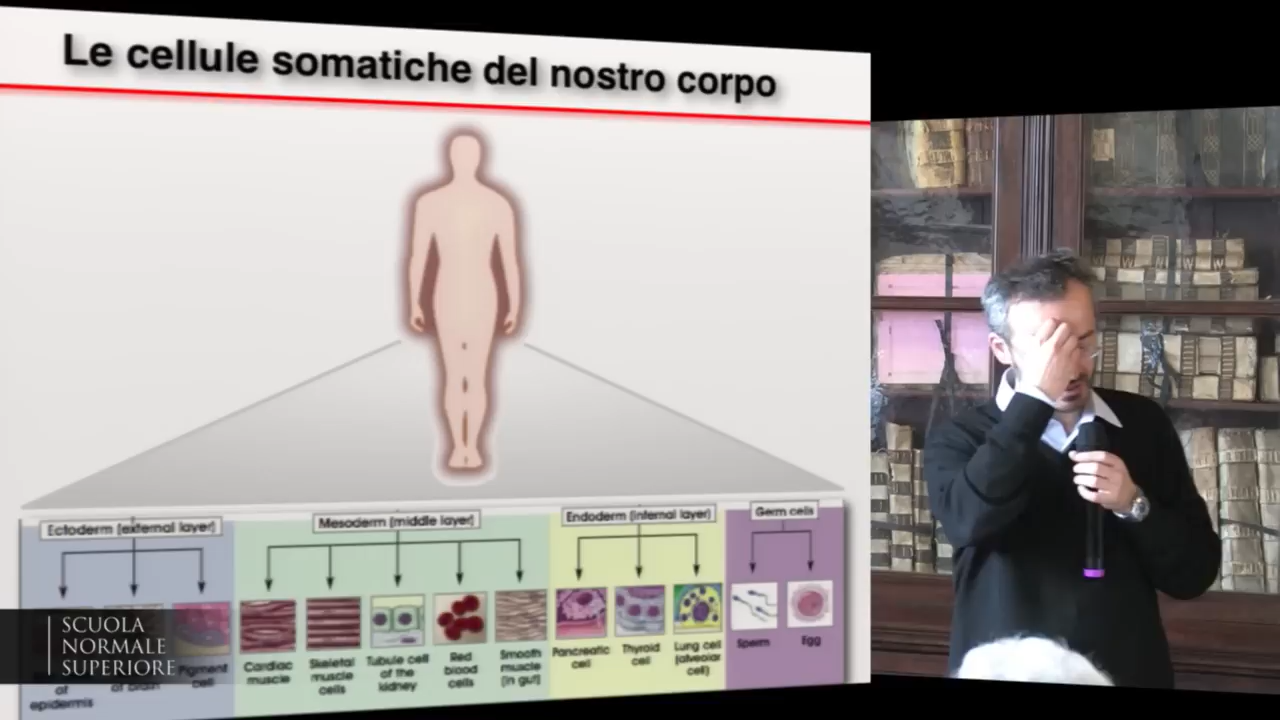 Le cellule somatiche del nostro corpo
Ectoderm (external layer)
Mesoderm (middle layer)
Endoderm (internal layer)
Germ cells
of
epidermis
of brain
Pigment
cell
Cardiac
muscle
Skeletal
muscle
cells
Tubule cell
of the
kidney
Red
blood
cells
Smooth
muscle
(in gut)
Pancreatic
cell
Thyroid
cell
Lung cell
(alveolar
cell)
Sperm
Egg
SCUOLA
NORMALE
SUPERIORE